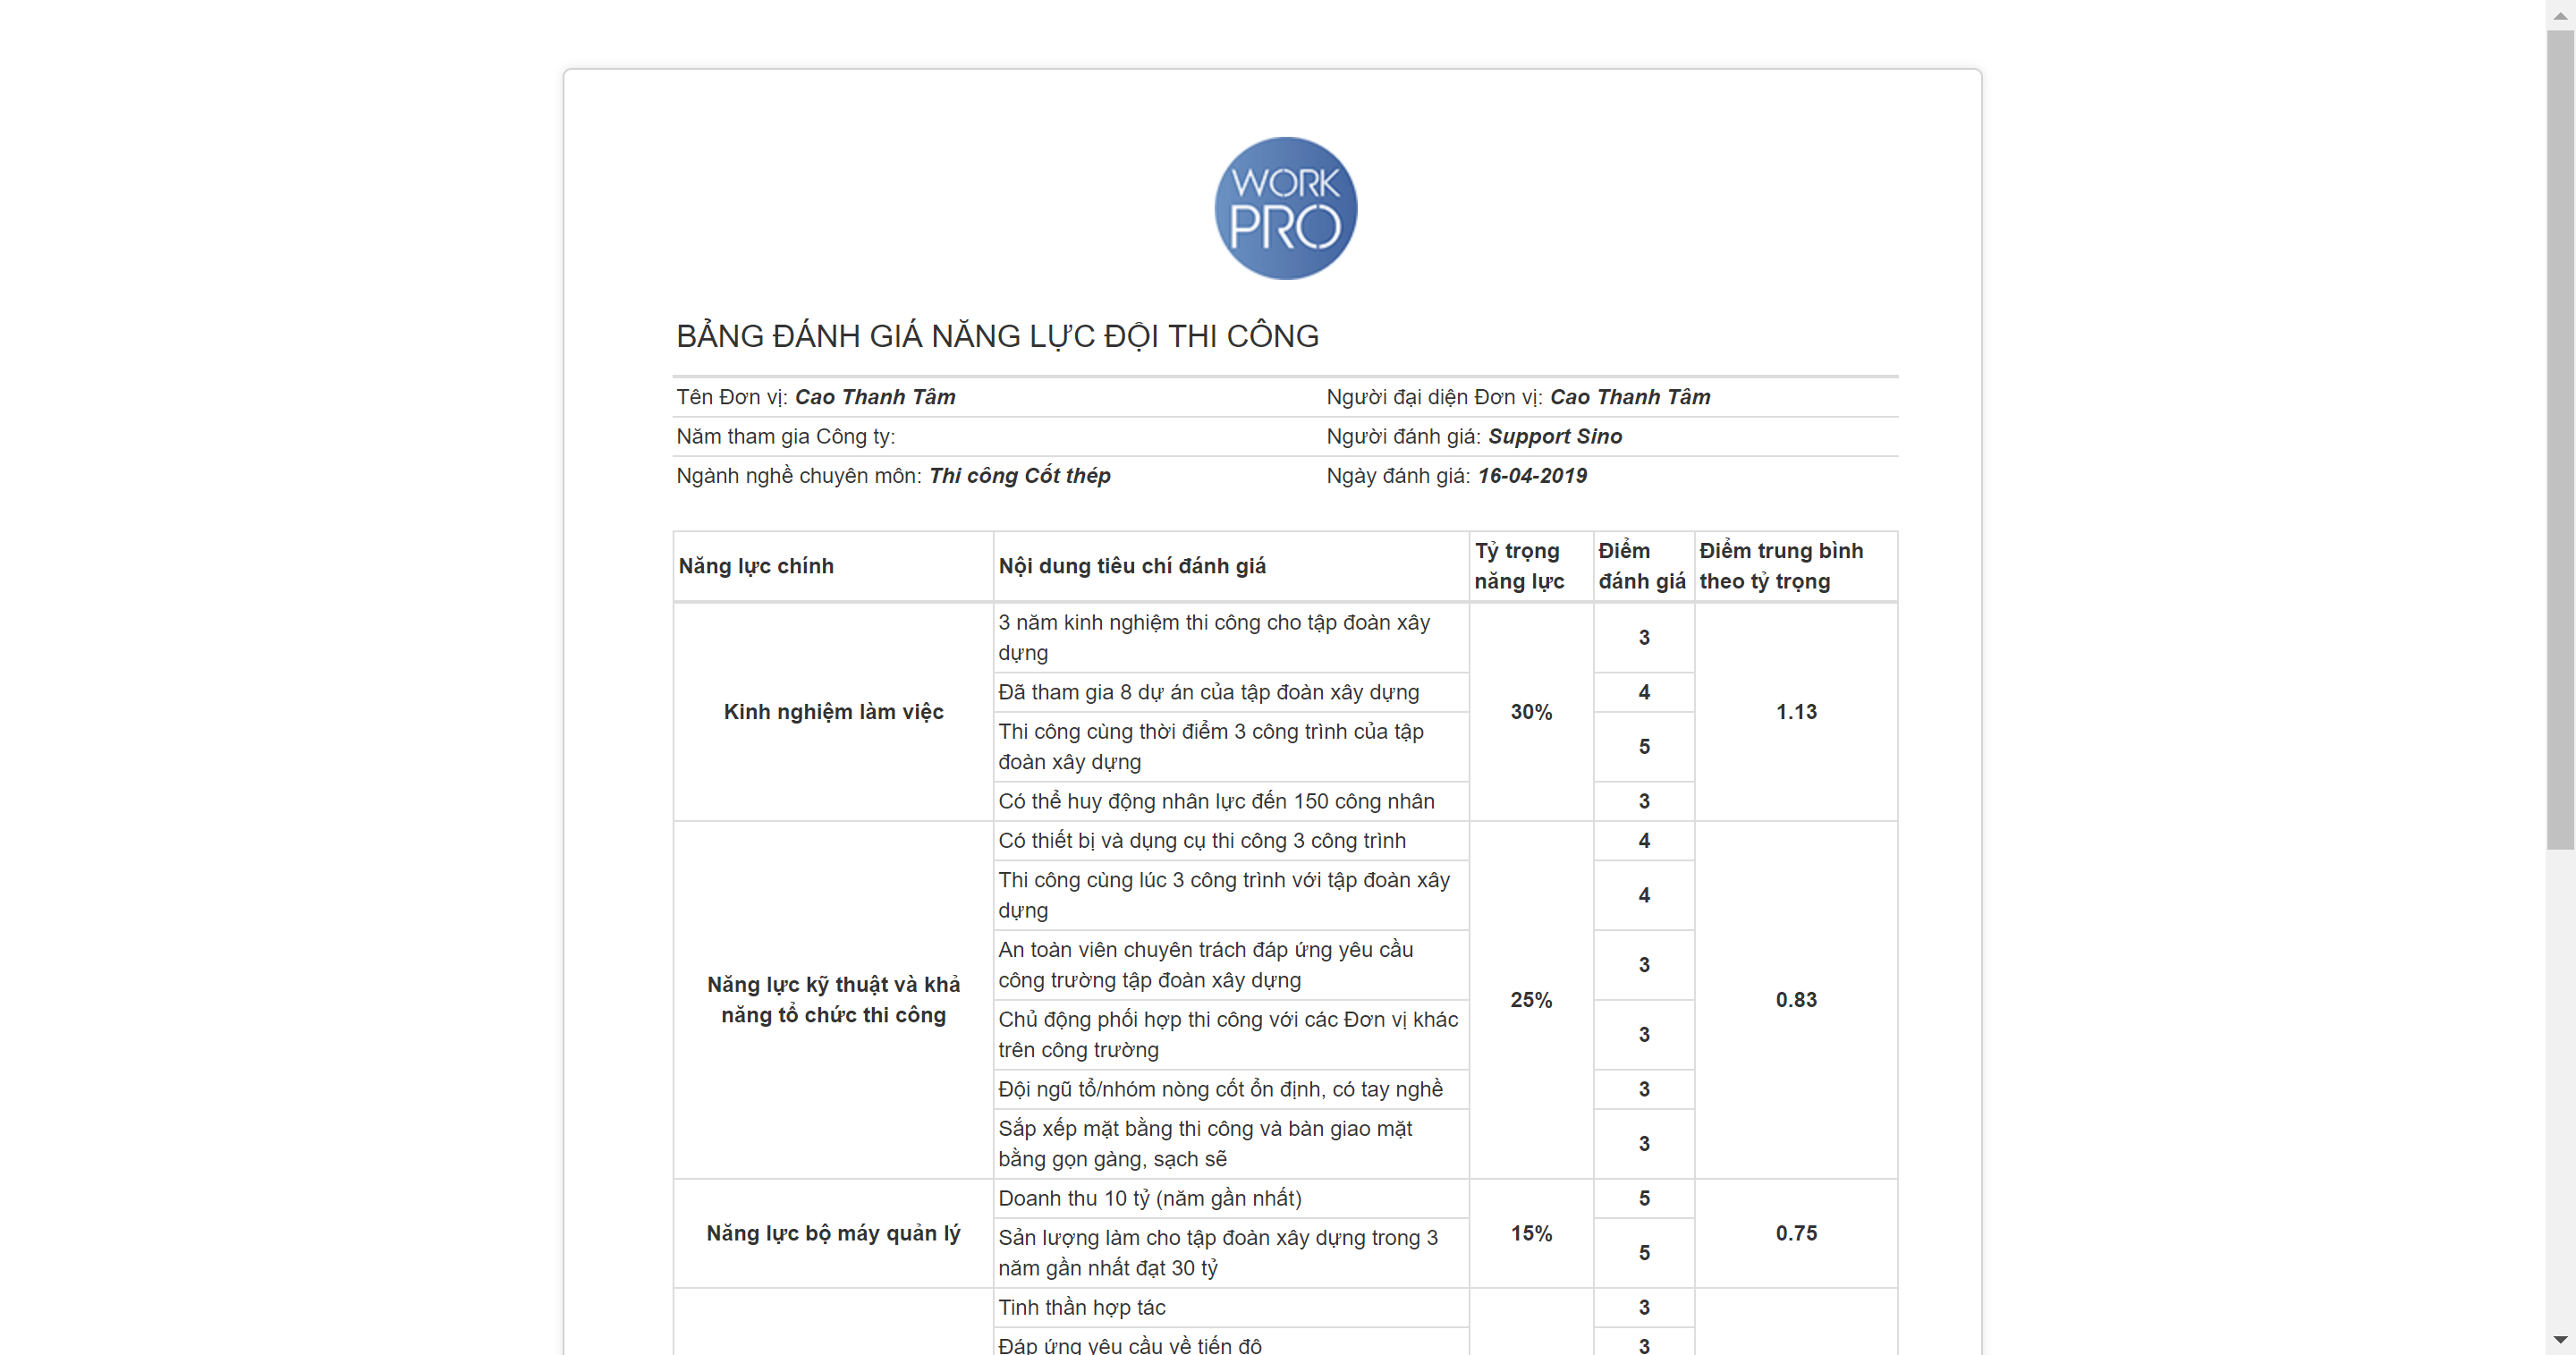 WORK
PRO
BẢNG ĐÁNH GIÁ NĂNG LỰC ĐỘI THI CÔNG
Tên Đơn vị: Cao Thanh Tâm
Người đại diện Đơn vị: Cao Thanh Tâm
Năm tham gia Công ty:
Người đánh giá: Support Sino
Ngành nghề chuyên môn: Thi công Cốt thép
Ngày đánh giá: 16-04-2019
Năng lực chính
Nội dung tiêu chí đánh giá
Tỷ trọng
năng lực
Điểm
đánh giá
Điểm trung bình
theo tỷ trọng
Kinh nghiệm làm việc
3 năm kinh nghiệm thi công cho tập đoàn xây
dựng
30%
3
1.13
Đã tham gia 8 dự án của tập đoàn xây dựng
4
Thi công cùng thời điểm 3 công trình của tập
đoàn xây dựng
5
Có thể huy động nhân lực đến 150 công nhân
3
Năng lực kỹ thuật và khả
năng tổ chức thi công
Có thiết bị và dụng cụ thi công 3 công trình
25%
4
0.83
Thi công cùng lúc 3 công trình với tập đoàn xây
dựng
4
An toàn viên chuyên trách đáp ứng yêu cầu
công trường tập đoàn xây dựng
3
Chủ động phối hợp thi công với các Đơn vị khác
trên công trường
3
Đội ngũ tổ/nhóm nòng cốt ổn định, có tay nghề
3
Sắp xếp mặt bằng thi công và bàn giao mặt
bằng gọn gàng, sạch sẽ
3
Năng lực bộ máy quản lý
Doanh thu 10 tỷ (năm gần nhất)
15%
5
0.75
Sản lượng làm cho tập đoàn xây dựng trong 3
năm gần nhất đạt 30 tỷ
5
Tinh thần hợp tác
3
Đáp ứng yêu cầu về tiến độ
3